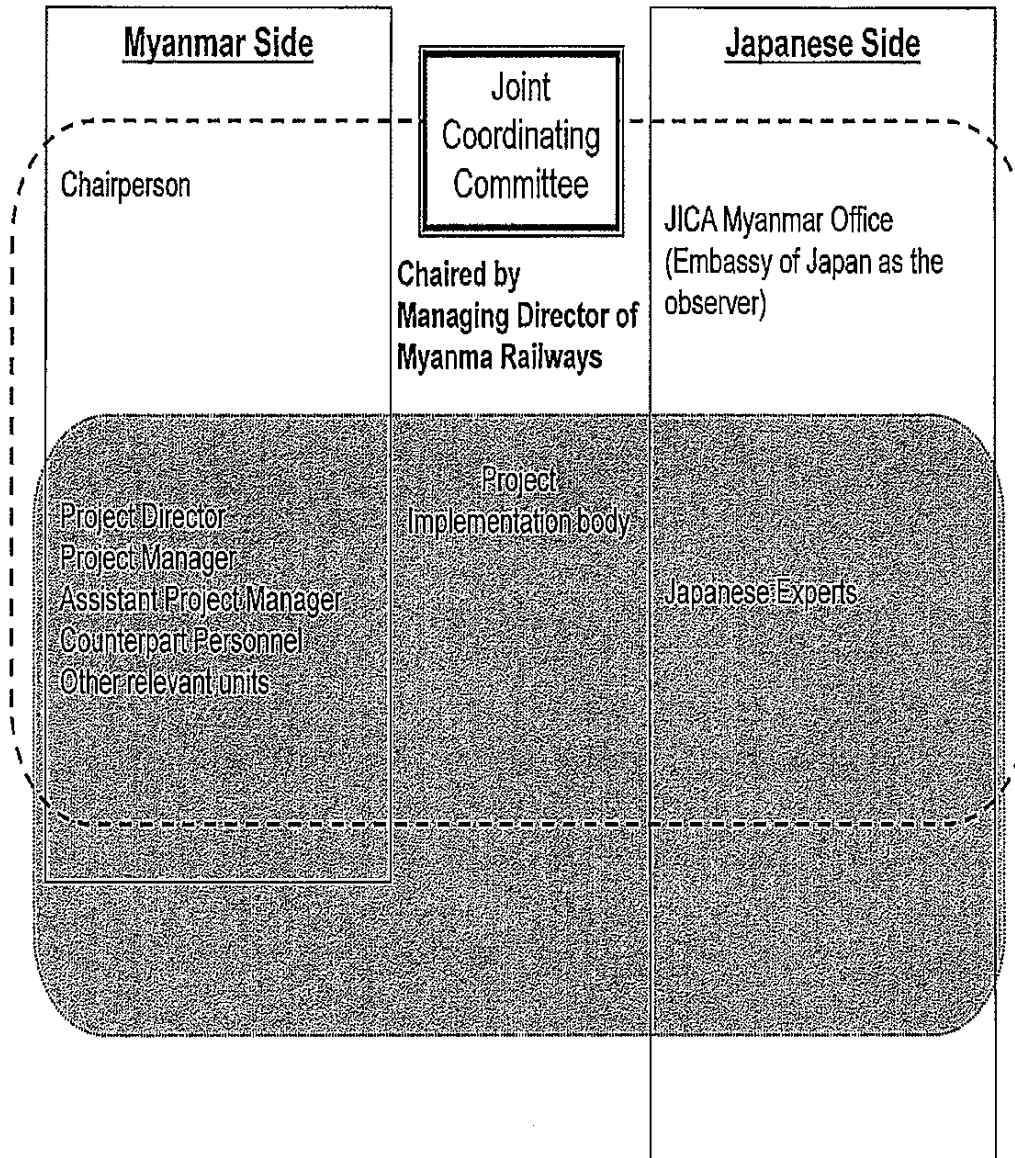 Myanmar Side
Chairperson
Project Director
Project Manager
Assistant Project Manager
Counterpart Personnel
Other relevant units
Joint
Coordinating
Committee
Chaired by
Managing Director of
Myanma Railways
Project
Implementation body
Japanese Side
JICA Myanmar Office
(Embassy of Japan as the
observer)
Japanese Experts